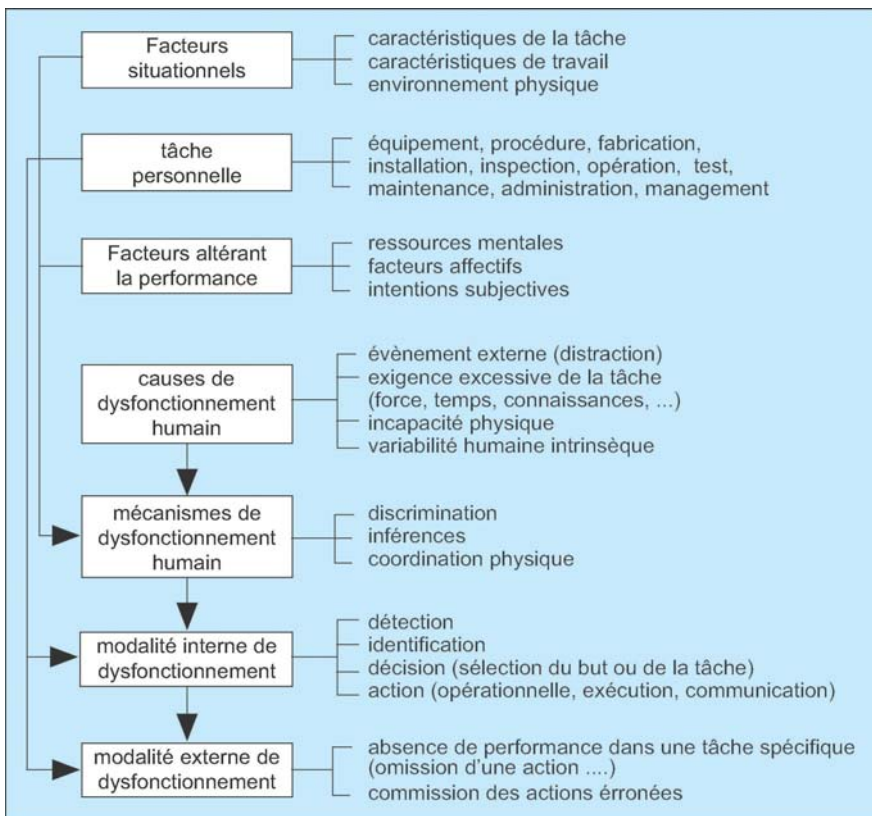 Facteurs
situationnels
caractéristiques de la tâche
caractéristiques de travail
environnement physique
tâche
personnelle
équipement, procédure, fabrication,
installation, inspection, opération, test,
maintenance, administration, management
Facteurs altérant
la performance
ressources mentales
facteurs affectifs
intentions subjectives
causes de
dysfonctionnement
humain
évènement externe (distraction)
exigence excessive de la tâche
(force, temps, connaissances, ...)
incapacité physique
variabilité humaine intrinsèque
mécanismes de
dysfonctionnement
humain
discrimination
inférences
coordination physique
modalité interne de
dysfonctionnement
détection
identification
décision (sélection du but ou de la tâche)
action (opérationnelle, exécution, communication)
modalité externe de
dysfonctionnement
absence de performance dans une tâche spécifique
(omission d'une action ....)
commission des actions érronées